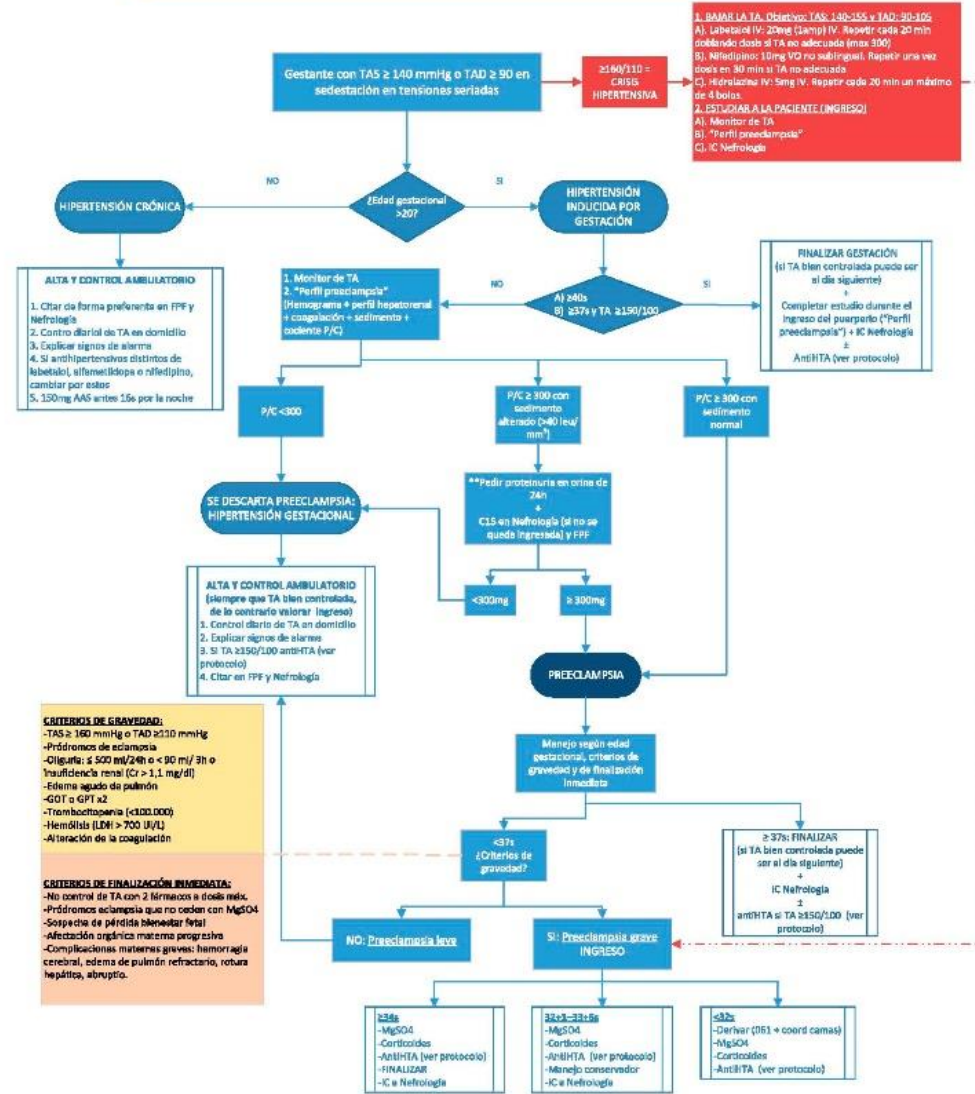 Gestante con TAS ≥ 140 mmHg o TAD ≥ 90 en
sedestación en tensiones seriadas
≥160/110 =
CRISIS
HIPERTENSIVA
1. BAJAR LA TA. Objetivo: TAS: 140-155 y TAD: 90-105
A). Labetalol IV: 20mg (1amp) IV. Repetir cada 20 min
doblando dosis si TA no adecuada (max 300)
B). Nifedipino: 10mg VO no sublingual. Repetir una vez
dosis en 30 min si TA no adecuada
C). Hidralazina IV: 5mg IV. Repetir cada 20 min un máximo
de 4 bolos.
2. ESTUDIAR A LA PACIENTE (INGRESO)
A). Monitor de TA
B). "Perfil preeclampsia"
C). IC Nefrología
NO
SI
¿Edad gestacional
>20?
HIPERTENSIÓN CRÓNICA
HIPERTENSIÓN
INDUCIDA POR
GESTACIÓN
ALTA Y CONTROL AMBULATORIO
1. Citar de forma preferente en FPF y
Nefrología
2. Contro diariol de TA en domicilio
3. Explicar signos de alarma
4. Si antihipertensivos distintos de
labetalol, alfametildopa o nifedipino,
cambiar por estos
5. 150mg AAS antes 16s por la noche
1. Monitor de TA
2. "Perfil preeclampsia"
(Hemograma + perfil hepatorenal
+ coagulación + sedimento +
cociente P/C)
NO
A) ≥40s
B) ≥37s y TA ≥150/100
SI
FINALIZAR GESTACIÓN
(si TA bien controlada puede ser
al día siguiente)
+
Completar estudio durante el
ingreso del puerperio ("Perfil
preeclampsia") + IC Nefrología
±
AntiHTA (ver protocolo)
P/C <300
P/C ≥ 300 con
sedimento
alterado (>40 leu/
mm³)
P/C ≥ 300 con
sedimento
normal
**Pedir proteinuria en orina de
24h
+
C15 en Nefrología (si no se
queda ingresada) y FPF
SE DESCARTA PREECLAMPSIA:
HIPERTENSIÓN GESTACIONAL
<300mg
≥ 300mg
ALTA Y CONTROL AMBULATORIO
(siempre que TA bien controlada,
de lo contrario valorar ingreso)
1. Control diario de TA en domicilio
2. Explicar signos de alarma
3. Si TA ≥150/100 antiHTA (ver
protocolo)
4. Citar en FPF y Nefrología
PREECLAMPSIA
Manejo según edad
gestacional, criterios de
gravedad y de finalización
inmediata
CRITERIOS DE GRAVEDAD:
-TAS ≥ 160 mmHg o TAD ≥110 mmHg
-Pródromos de eclampsia
-Oliguria: ≤ 500 ml/24h o < 90 ml/ 3h o
insuficiencia renal (Cr > 1,1 mg/dl)
-Edema agudo de pulmón
-GOT o GPT x2
-Trombocitopenia (<100.000)
-Hemólisis (LDH > 700 UI/L)
-Alteración de la coagulación
<37s
¿Criterios de
gravedad?
≥ 37s: FINALIZAR
(si TA bien controlada puede
ser al día siguiente)
+
IC Nefrología
±
antiHTA si TA ≥150/100 (ver
protocolo)
CRITERIOS DE FINALIZACIÓN INMEDIATA:
-No control de TA con 2 fármacos a dosis máx.
-Pródromos eclampsia que no ceden con MgSO4
-Sospecha de pérdida bienestar fetal
-Afectación orgánica materna progresiva
-Complicaciones maternas graves: hemorragia
cerebral, edema de pulmón refractario, rotura
hepática, abruptio.
NO: Preeclampsia leve
SI: Preeclampsia grave
INGRESO
≥34s
-MgSO4
-Corticoides
-AntiHTA (ver protocolo)
-FINALIZAR
-IC a Nefrología
32+1–33+6s
-MgSO4
-Corticoides
-AntiHTA (ver protocolo)
-Manejo conservador
-IC a Nefrología
<32s
-Derivar (061 + coord camas)
-MgSO4
-Corticoides
-AntiHTA (ver protocolo)